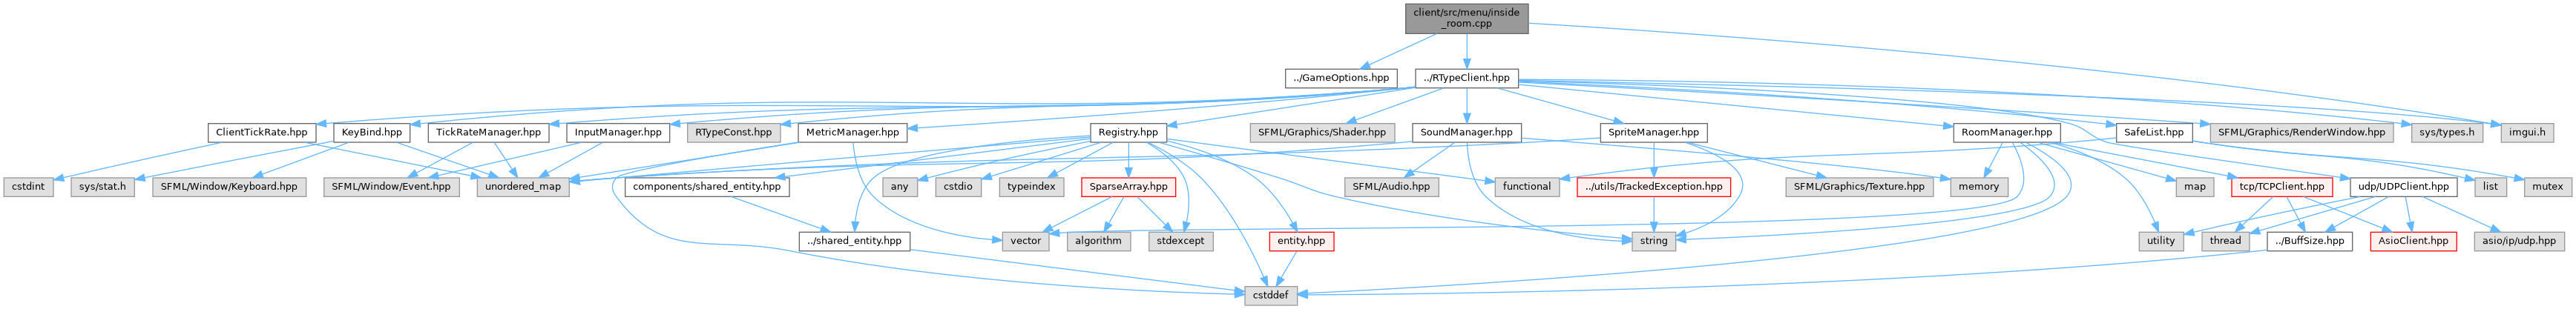 client/src/menu/inside
_room.cpp
../GameOptions.hpp
../RTypeClient.hpp
ClientTickRate.hpp
KeyBind.hpp
TickRateManager.hpp
InputManager.hpp
RTypeConst.hpp
MetricManager.hpp
Registry.hpp
SFML/Graphics/Shader.hpp
SoundManager.hpp
SpriteManager.hpp
RoomManager.hpp
SafeList.hpp
SFML/Graphics/RenderWindow.hpp
sys/types.h
imgui.h
cstdint
sys/stat.h
SFML/Window/Keyboard.hpp
SFML/Window/Event.hpp
unordered_map
components/shared_entity.hpp
any
cstdio
typeindex
SparseArray.hpp
SFML/Audio.hpp
functional
../utils/TrackedException.hpp
SFML/Graphics/Texture.hpp
memory
map
tcp/TCPClient.hpp
udp/UDPClient.hpp
list
mutex
../shared_entity.hpp
vector
algorithm
stdexcept
entity.hpp
string
utility
thread
../BuffSize.hpp
AsioClient.hpp
asio/ip/udp.hpp
cstddef